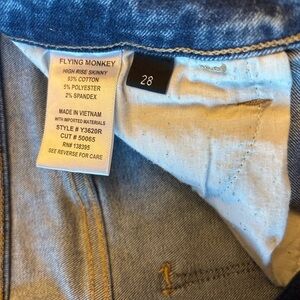 FLYING MONKEY
HIGH RISE SKINNY
93% COTTON
5% POLYESTER
2% SPANDEX
MADE IN VIETNAM
WITH IMPORTED MATERIALS
STYLE # Y3620R
CUT # 50065
RN# 138395
SEE REVERSE FOR CARE
28